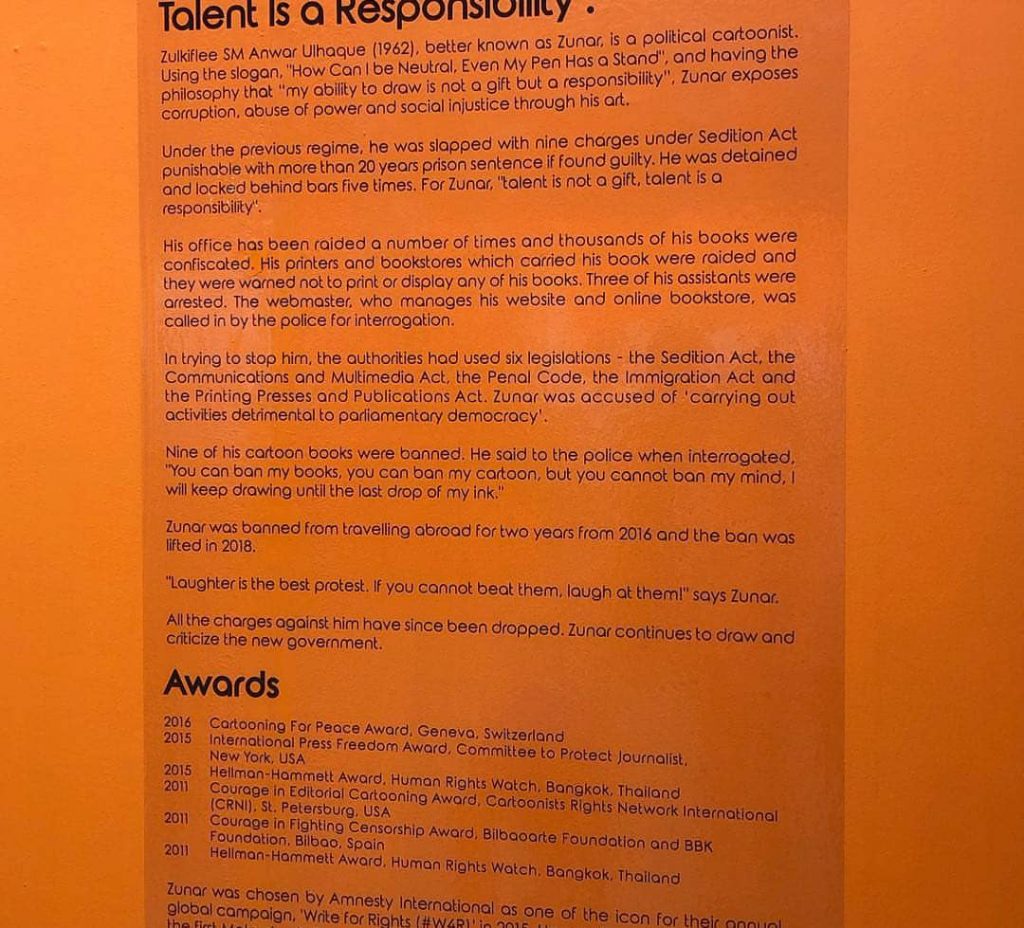 Talent Is a Responsibility".
Zulkiflee SM Anwar Ulhaque (1962), better known as Zunar, is a political cartoonist.
Using the slogan, "How Can I be Neutral, Even My Pen Has a Stand", and having the
philosophy that "my ability to draw is not a gift but a responsibility", Zunar exposes
corruption, abuse of power and social injustice through his art.
Under the previous regime, he was slapped with nine charges under Sedition Act
punishable with more than 20 years prison sentence if found guilty. He was detained
and locked behind bars five times. For Zunar, "talent is not a gift, talent is a
responsibility".
His office has been raided a number of times and thousands of his books were
confiscated. His printers and bookstores which carried his book were raided and
they were warned not to print or display any of his books. Three of his assistants were
arrested. The webmaster, who manages his website and online bookstore, was
called in by the police for interrogation.
In trying to stop him, the authorities had used six legislations - the Sedition Act, the
Communications and Multimedia Act, the Penal Code, the Immigration Act and
the Printing Presses and Publications Act. Zunar was accused of 'carrying out
activities detrimental to parliamentary democracy'.
Nine of his cartoon books were banned. He said to the police when interrogated,
"You can ban my books, you can ban my cartoon, but you cannot ban my mind, I
will keep drawing until the last drop of my ink."
Zunar was banned from travelling abroad for two years from 2016 and the ban was
lifted in 2018.
"Laughter is the best protest. If you cannot beat them, laugh at them!" says Zunar.
All the charges against him have since been dropped. Zunar continues to draw and
criticize the new government.
Awards
2016 Cartooning For Peace Award, Geneva, Switzerland
2015 International Press Freedom Award, Committee to Protect Journalist,
New York, USA
2015 Hellman-Hammett Award, Human Rights Watch, Bangkok, Thailand
2011 Courage in Editorial Cartooning Award, Cartoonists Rights Network International
(CRNI), St. Petersburg, USA
2011 Courage in Fighting Censorship Award, Bilbaoarte Foundation and BBK
Foundation, Bilbao, Spain
2011 Hellman-Hammett Award, Human Rights Watch, Bangkok, Thailand
Zunar was chosen by Amnesty International as one of the icon for their annual
global campaign, 'Write for Rights (#W4R)' in 2015.
the first